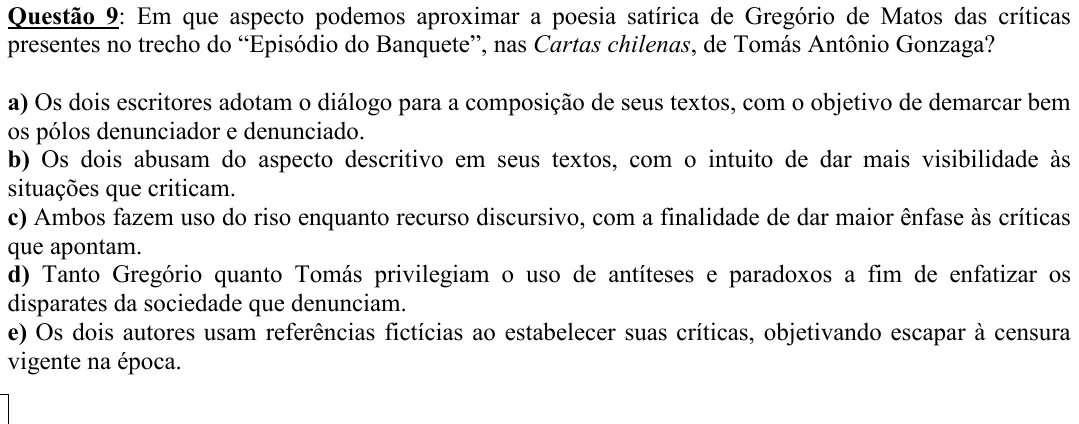 Questão 9: Em que aspecto podemos aproximar a poesia satírica de Gregório de Matos das críticas
presentes no trecho do “Episódio do Banquete”, nas Cartas chilenas, de Tomás Antônio Gonzaga?
a) Os dois escritores adotam o diálogo para a composição de seus textos, com o objetivo de demarcar bem
os pólos denunciador e denunciado.
b) Os dois abusam do aspecto descritivo em seus textos, com o intuito de dar mais visibilidade às
situações que criticam.
c) Ambos fazem uso do riso enquanto recurso discursivo, com a finalidade de dar maior ênfase às críticas
que apontam.
d) Tanto Gregório quanto Tomás privilegiam o uso de antíteses e paradoxos a fim de enfatizar os
disparates da sociedade que denunciam.
e) Os dois autores usam referências fictícias ao estabelecer suas críticas, objetivando escapar à censura
vigente na época.